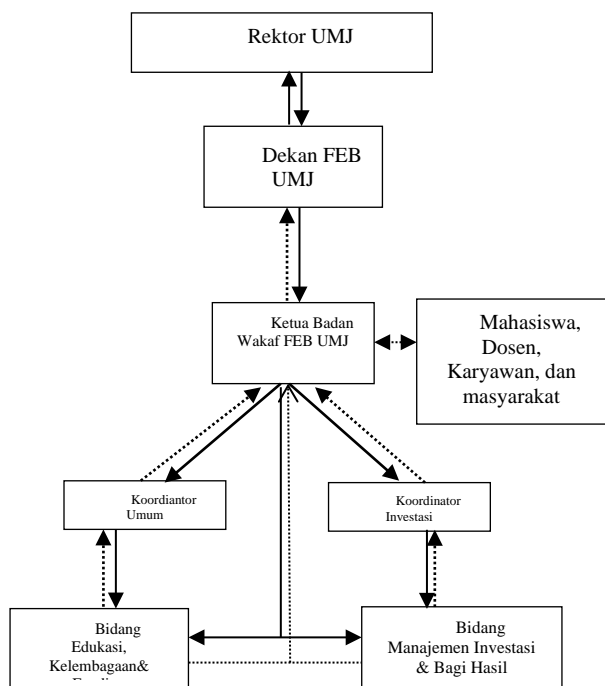 Rektor UMJ
Dekan FEB
UMJ
Ketua Badan
Wakaf FEB UMJ
Mahasiswa,
Dosen,
Karyawan, dan
masyarakat
Koordiantor
Umum
Koordinator
Investasi
Bidang
Edukasi,
Kelembagaan&
Bidang
Manajemen Investasi
& Bagi Hasil